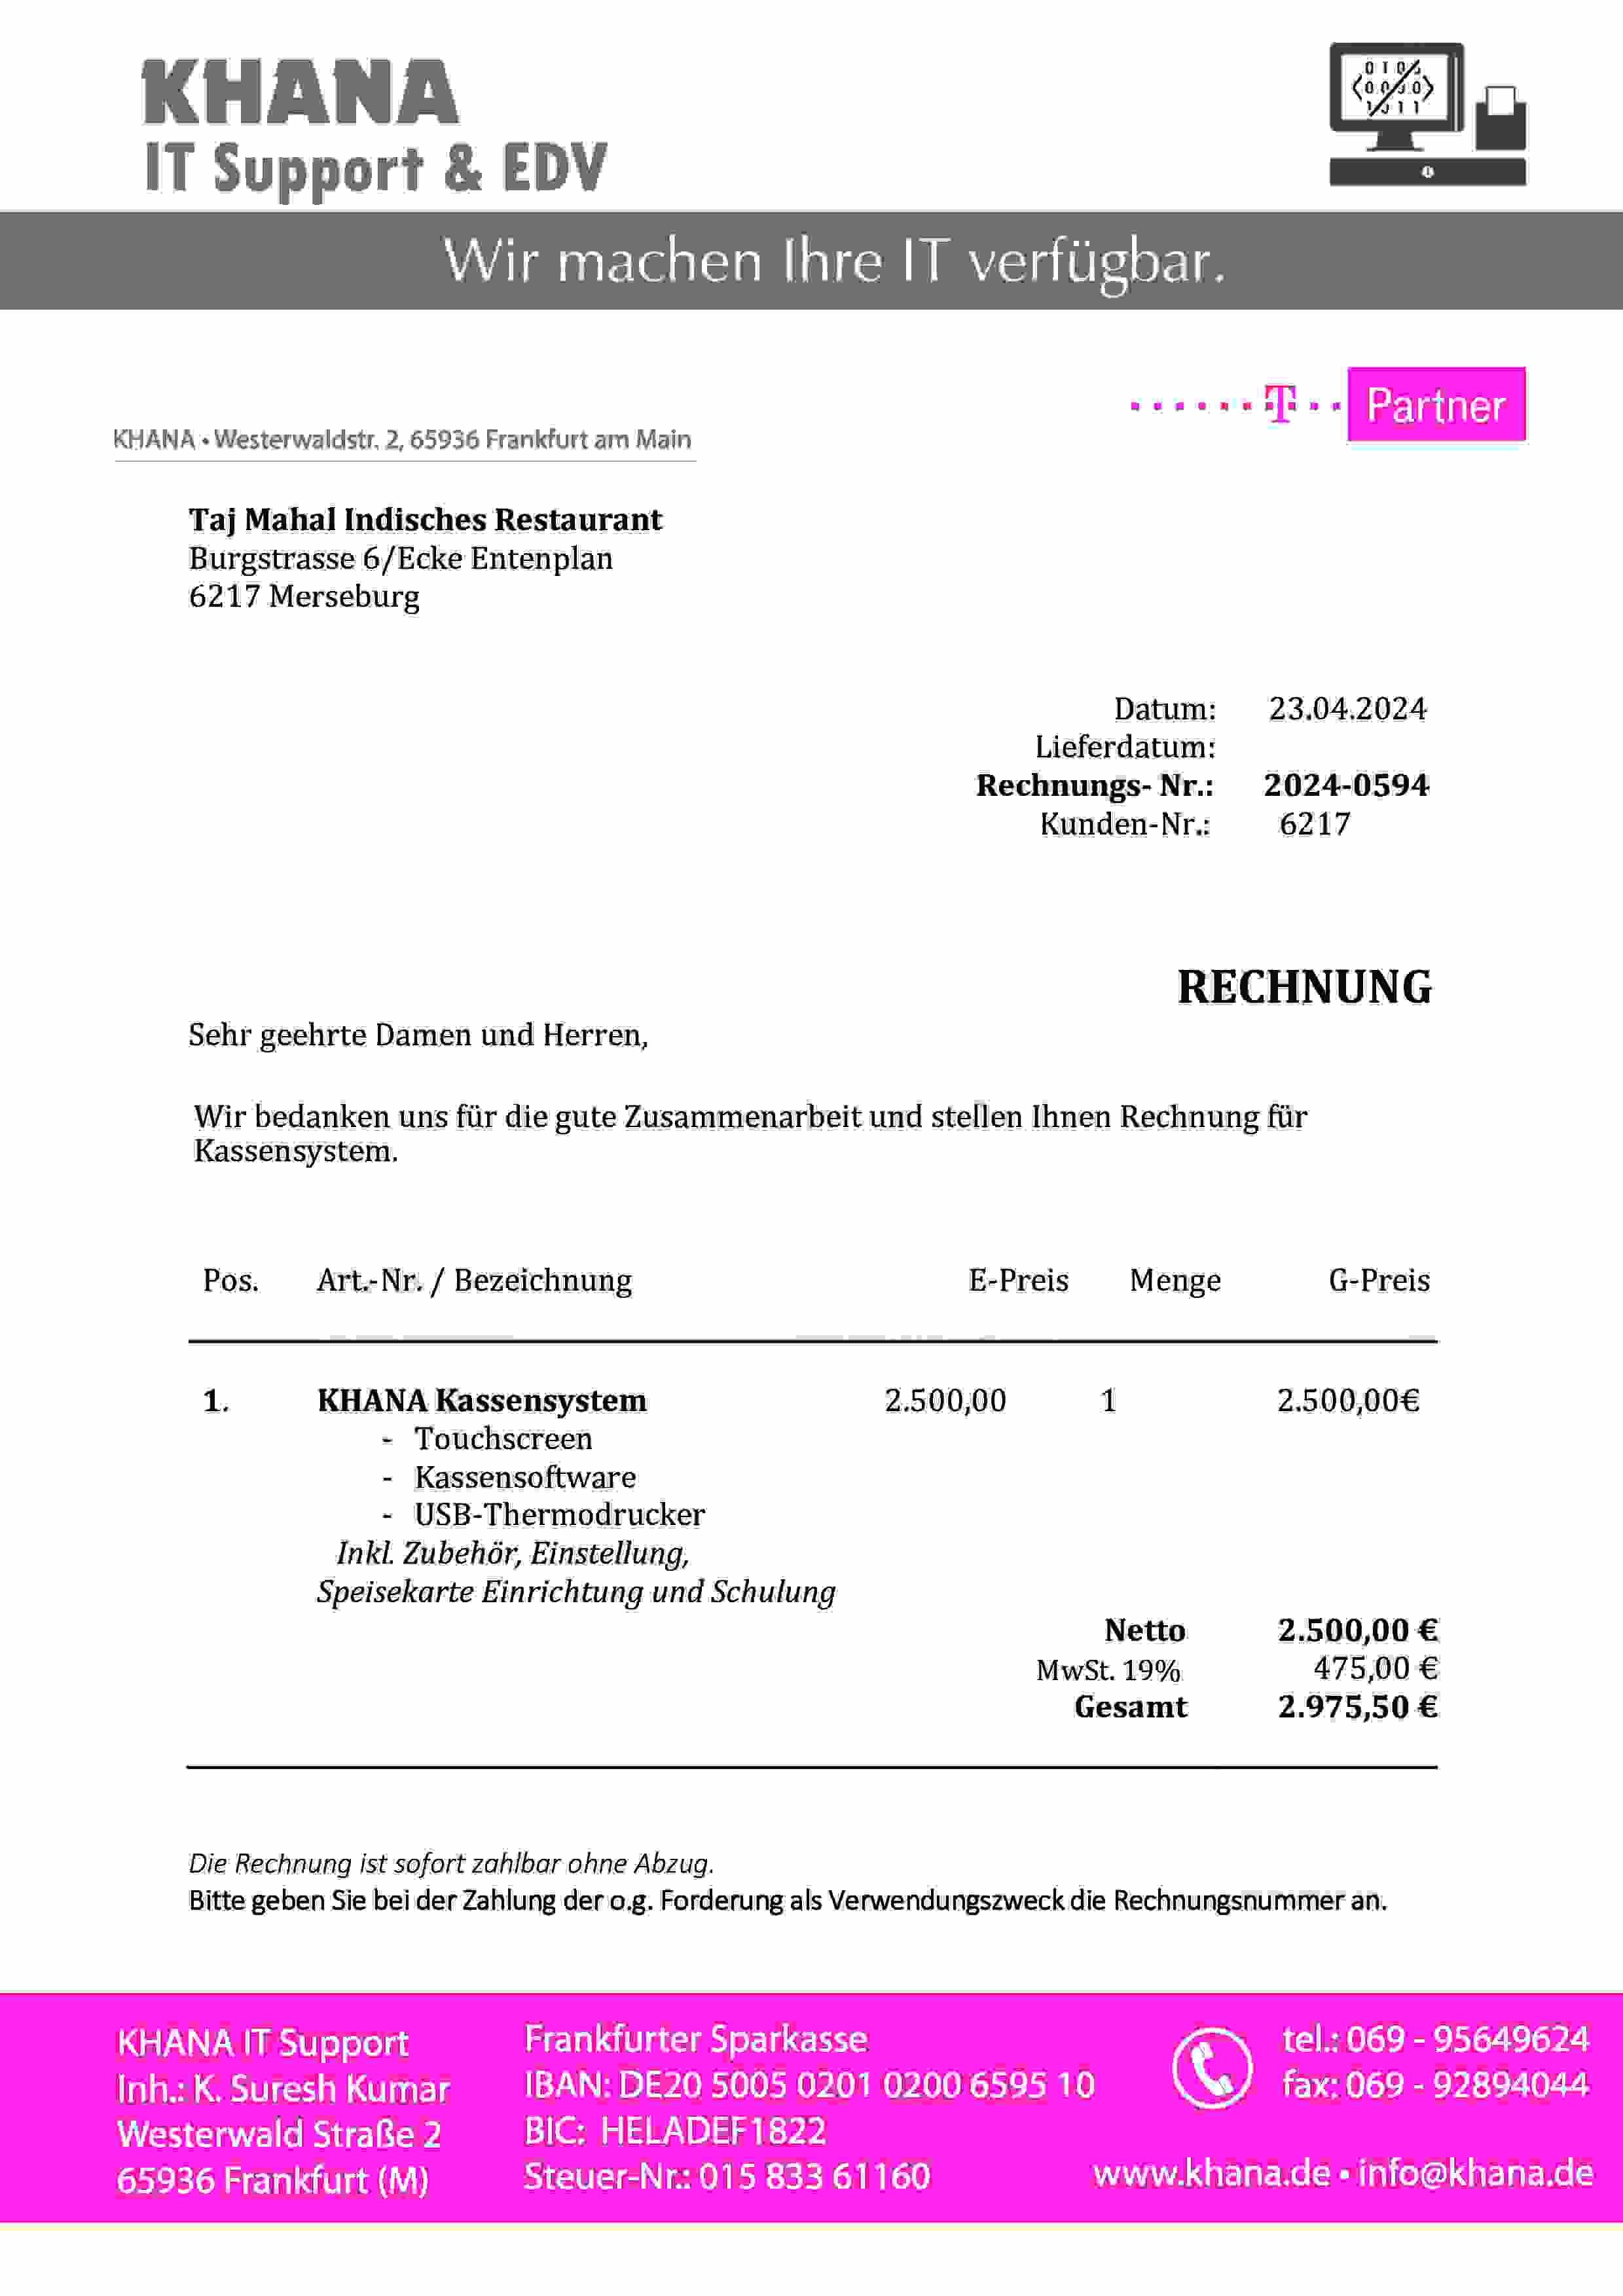 KHANA
IT Support & EDV
Wir machen Ihre IT verfügbar.
T Partner
KHANA • Westerwaldstr. 2, 65936 Frankfurt am Main
Taj Mahal Indisches Restaurant
Burgstrasse 6/Ecke Entenplan
6217 Merseburg
Datum: 23.04.2024
Lieferdatum:
Rechnungs- Nr.: 2024-0594
Kunden-Nr.: 6217
RECHNUNG
Sehr geehrte Damen und Herren,
Wir bedanken uns für die gute Zusammenarbeit und stellen Ihnen Rechnung für
Kassensystem.
Pos. Art.-Nr. / Bezeichnung E-Preis Menge G-Preis
1. KHANA Kassensystem 2.500,00 1 2.500,00€
- Touchscreen
- Kassensoftware
- USB-Thermodrucker
Inkl. Zubehör, Einstellung,
Speisekarte Einrichtung und Schulung
Netto 2.500,00 €
MwSt. 19% 475,00 €
Gesamt 2.975,50 €
Die Rechnung ist sofort zahlbar ohne Abzug.
Bitte geben Sie bei der Zahlung der o.g. Forderung als Verwendungszweck die Rechnungsnummer an.
KHANA IT Support
Inh.: K. Suresh Kumar
Westerwald Straße 2
65936 Frankfurt (M)
Frankfurter Sparkasse
IBAN: DE20 5005 0201 0200 6595 10
BIC: HELADEF1822
Steuer-Nr.: 015 833 61160
tel.: 069 - 95649624
fax: 069 - 92894044
www.khana.de • info@khana.de